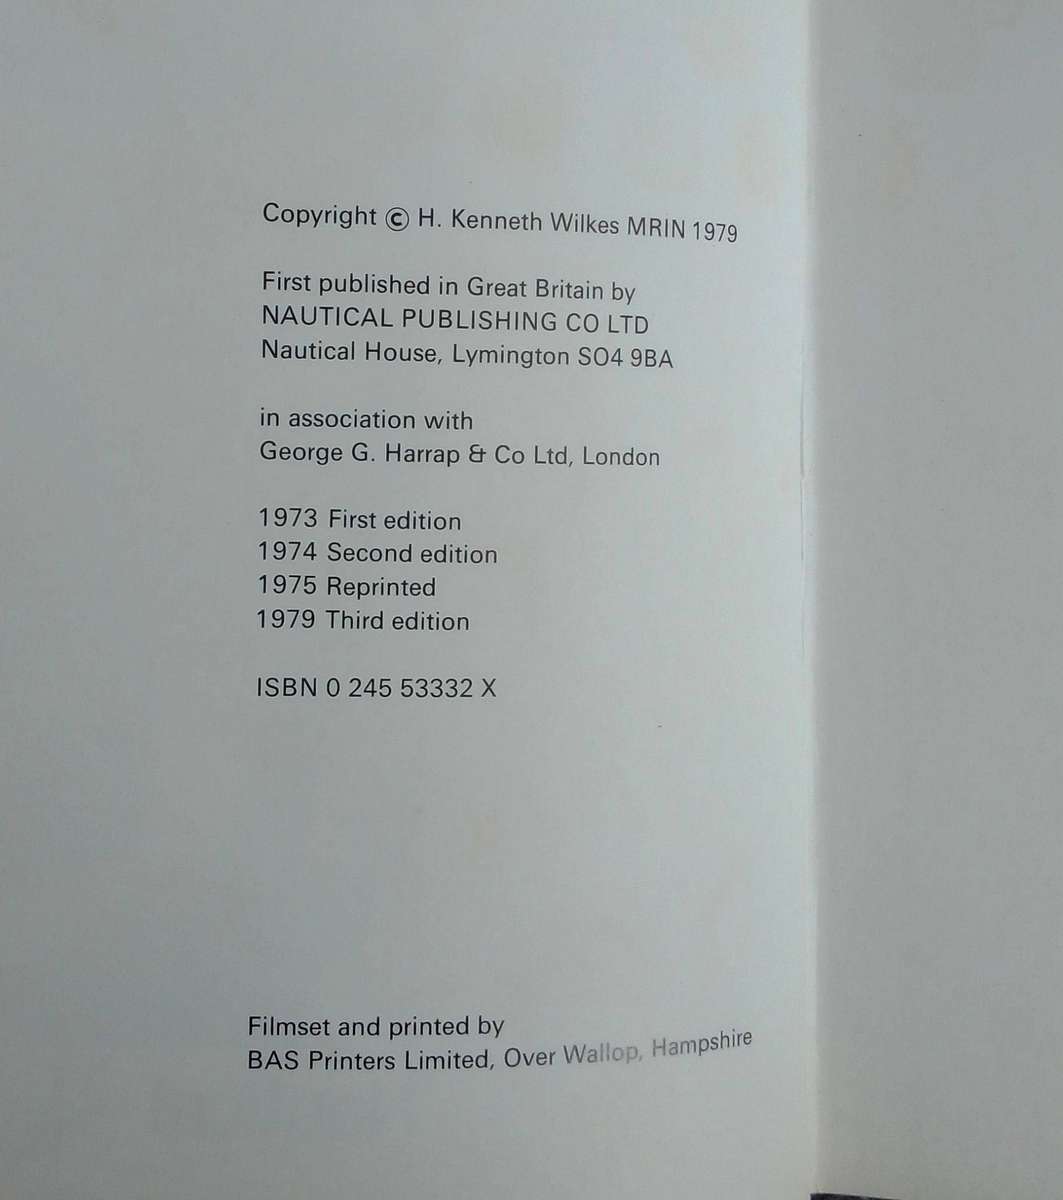 Copyright © H. Kenneth Wilkes MRIN 1979
First published in Great Britain by
NAUTICAL PUBLISHING CO LTD
Nautical House, Lymington SO4 9BA
in association with
George G. Harrap & Co Ltd, London
1973 First edition
1974 Second edition
1975 Reprinted
1979 Third edition
ISBN 0 245 53332 X
Filmset and printed by
BAS Printers Limited, Over Wallop, Hampshire